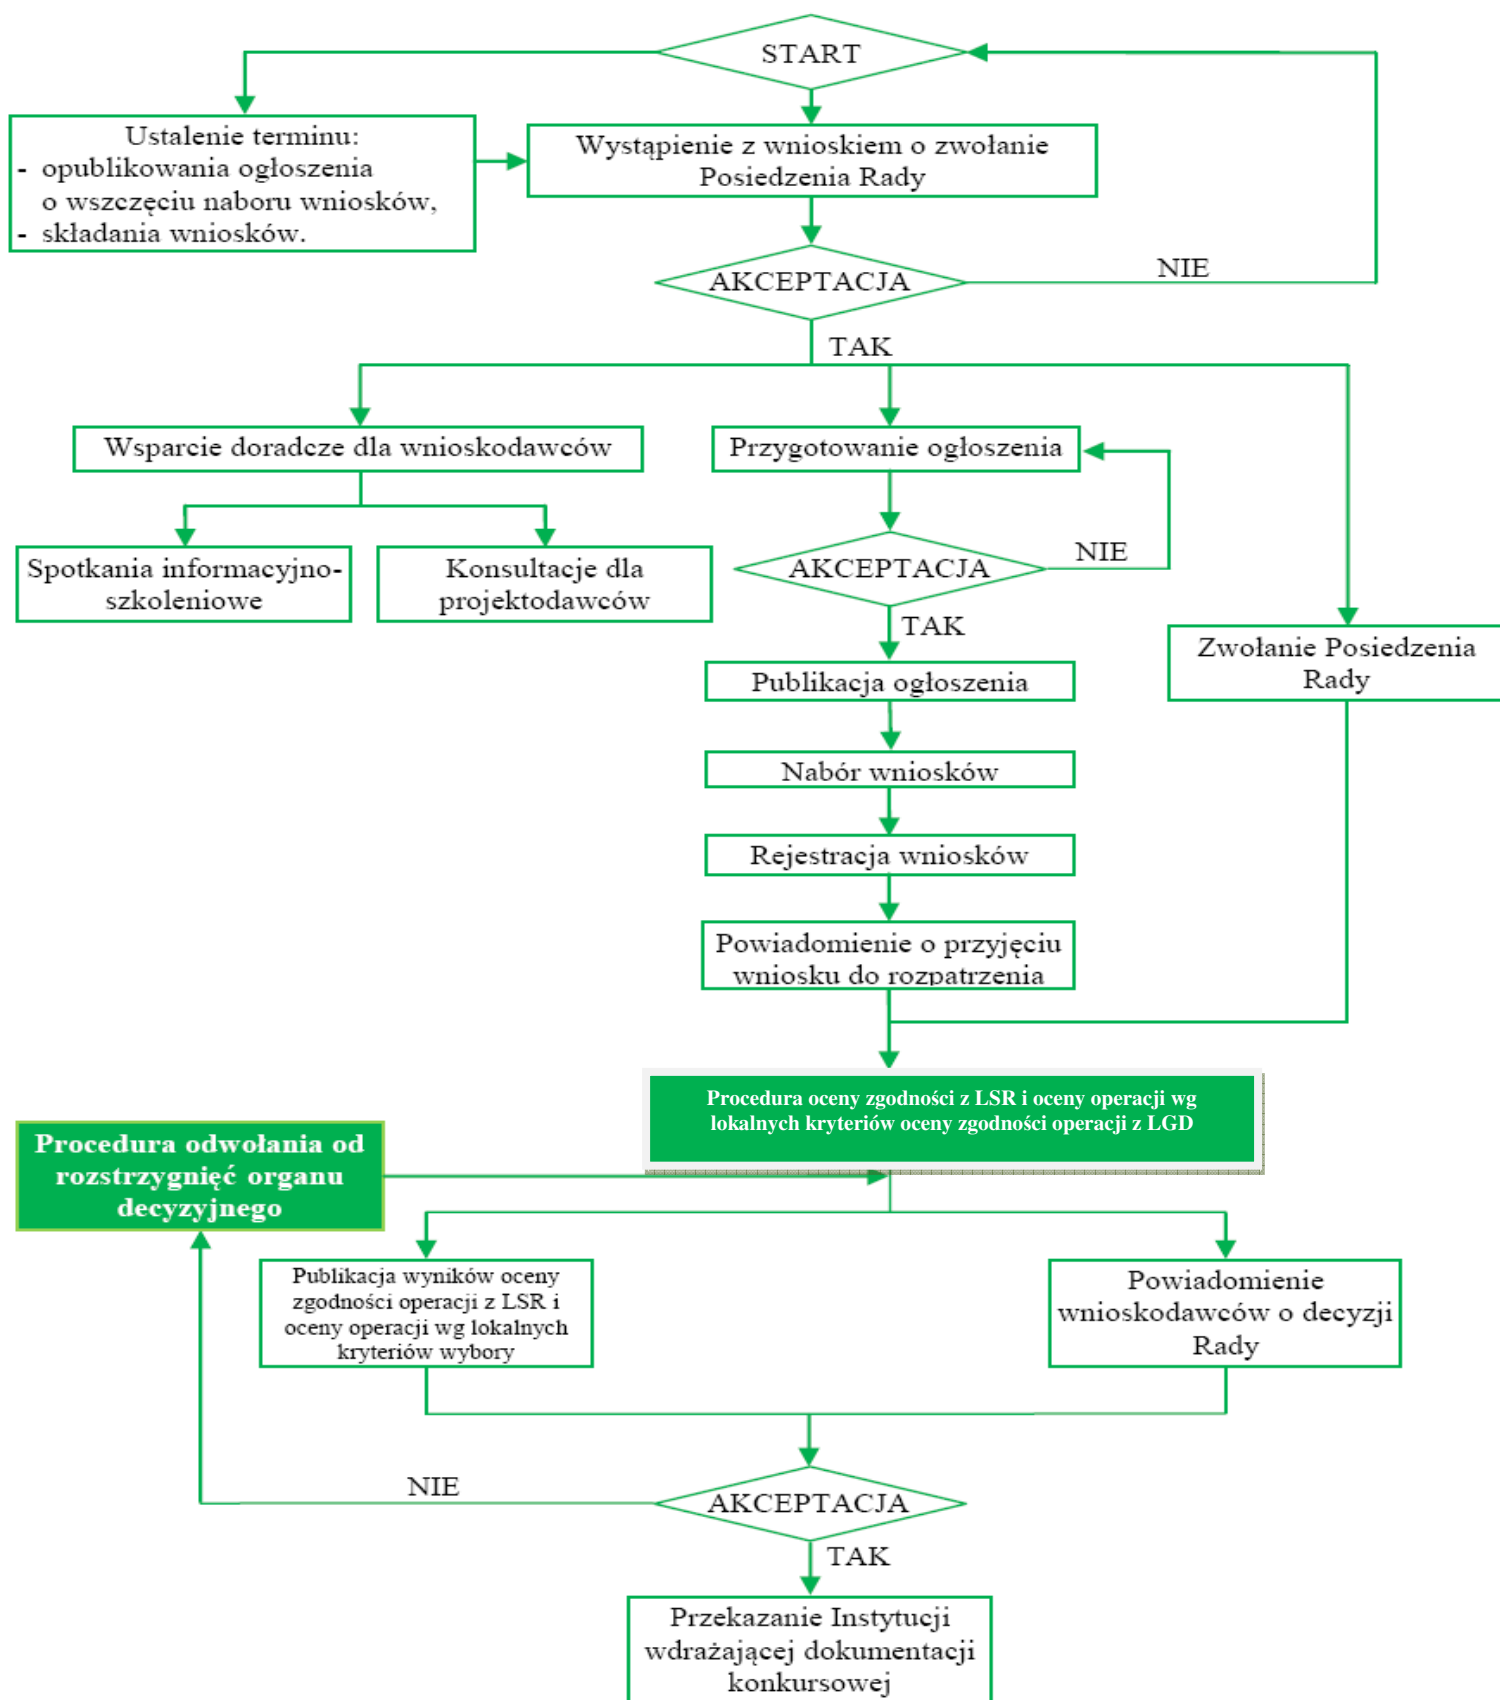 START
Ustalenie terminu:
- opublikowania ogłoszenia
o wszczęciu naboru wniosków,
- składania wniosków.
Wystąpienie z wnioskiem o zwołanie
Posiedzenia Rady
AKCEPTACJA
NIE
TAK
Wsparcie doradcze dla wnioskodawców
Przygotowanie ogłoszenia
Spotkania informacyjno-
szkoleniowe
Konsultacje dla
projektodawców
AKCEPTACJA
NIE
TAK
Zwołanie Posiedzenia
Rady
Publikacja ogłoszenia
Nabór wniosków
Rejestracja wniosków
Powiadomienie o przyjęciu
wniosku do rozpatrzenia
Procedura oceny zgodności z LSR i oceny operacji wg
lokalnych kryteriów oceny zgodności operacji z LGD
Procedura odwołania od
rozstrzygnięć organu
decyzyjnego
Publikacja wyników oceny
zgodności operacji z LSR i
oceny operacji wg lokalnych
kryteriów wybory
Powiadomienie
wnioskodawców o decyzji
Rady
NIE
AKCEPTACJA
TAK
Przekazanie Instytucji
wdrażającej dokumentacji
konkursowej